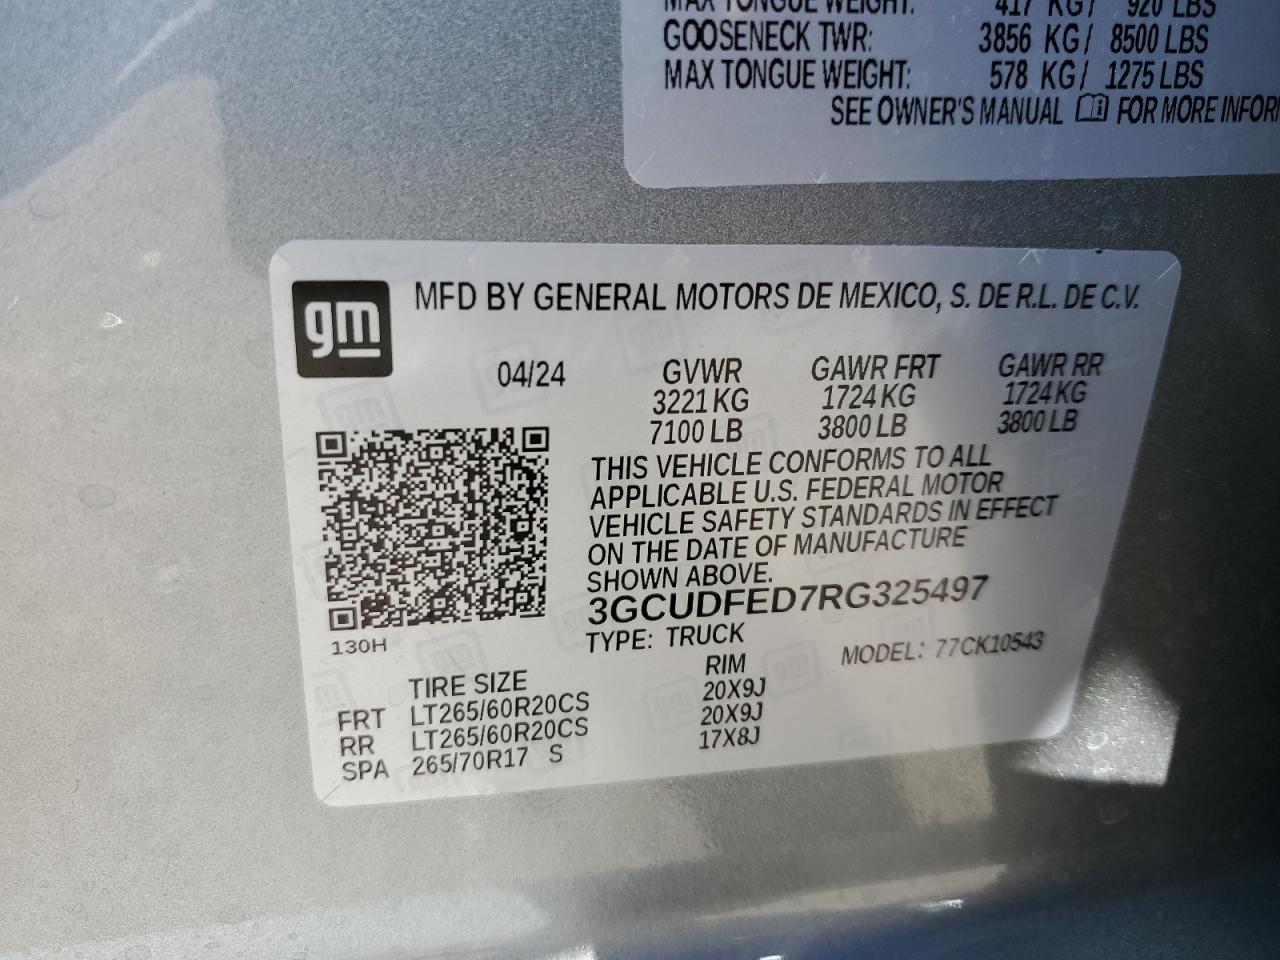 MAX TONGUE WEIGHT: 417 KG/ 920 LBS
GOOSENECK TWR: 3856 KG/ 8500 LBS
MAX TONGUE WEIGHT: 578 KG/ 1275 LBS
SEE OWNER'S MANUAL FOR MORE INFOR
gm
MFD BY GENERAL MOTORS DE MEXICO, S. DE R.L. DE C.V.
04/24 GVWR GAWR FRT GAWR RR
3221 KG 1724 KG 1724 KG
7100 LB 3800 LB 3800 LB
THIS VEHICLE CONFORMS TO ALL
APPLICABLE U.S. FEDERAL MOTOR
VEHICLE SAFETY STANDARDS IN EFFECT
ON THE DATE OF MANUFACTURE
SHOWN ABOVE.
3GCUDFED7RG325497
130H
TYPE: TRUCK MODEL: 77CK10543
TIRE SIZE RIM
FRT LT265/60R20CS 20X9J
RR LT265/60R20CS 20X9J
SPA 265/70R17 S 17X8J